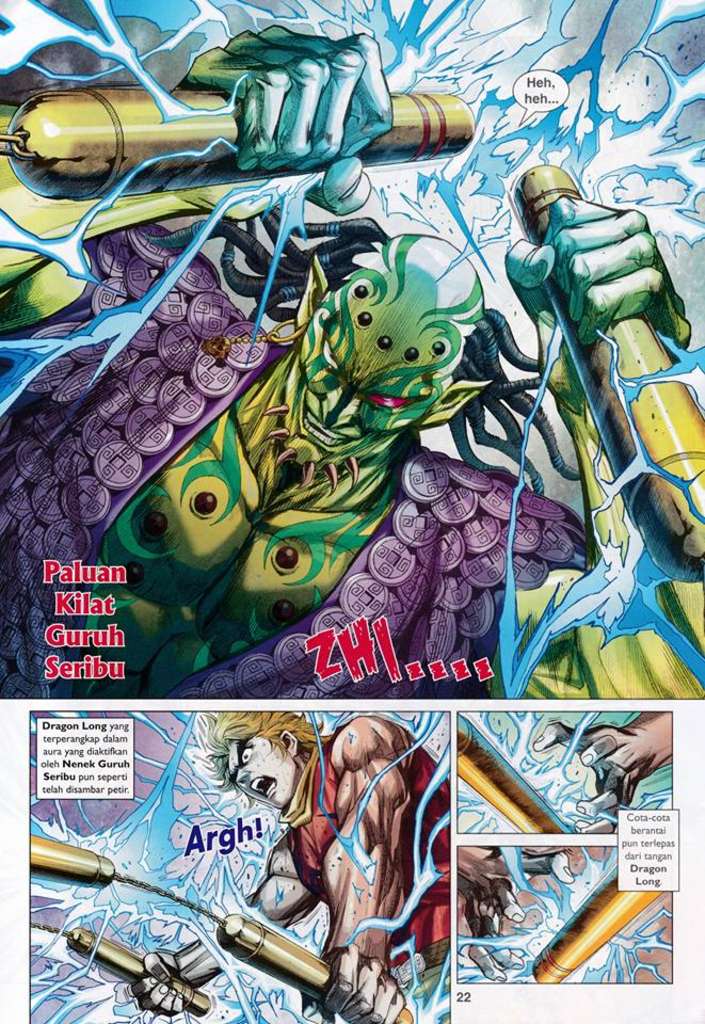 Heh,
heh...
Paluan
Kilat
Guruh
Seribu
ZHI....zzzz
Dragon Long yang
terperangkap dalam
aura yang diaktifkan
oleh Nenek Guruh
Seribu pun seperti
telah disambar petir.
Argh!
Cota-cota
berantai
pun terlepas
dari tangan
Dragon
Long.
22